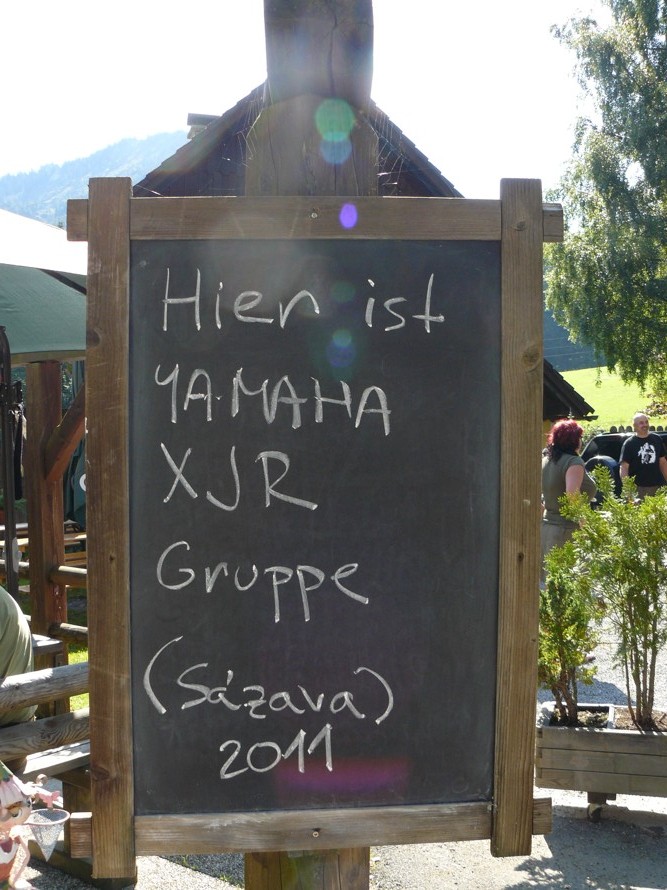 Hier ist
YAMAHA
XJR
Gruppe
(Sázava)
2011